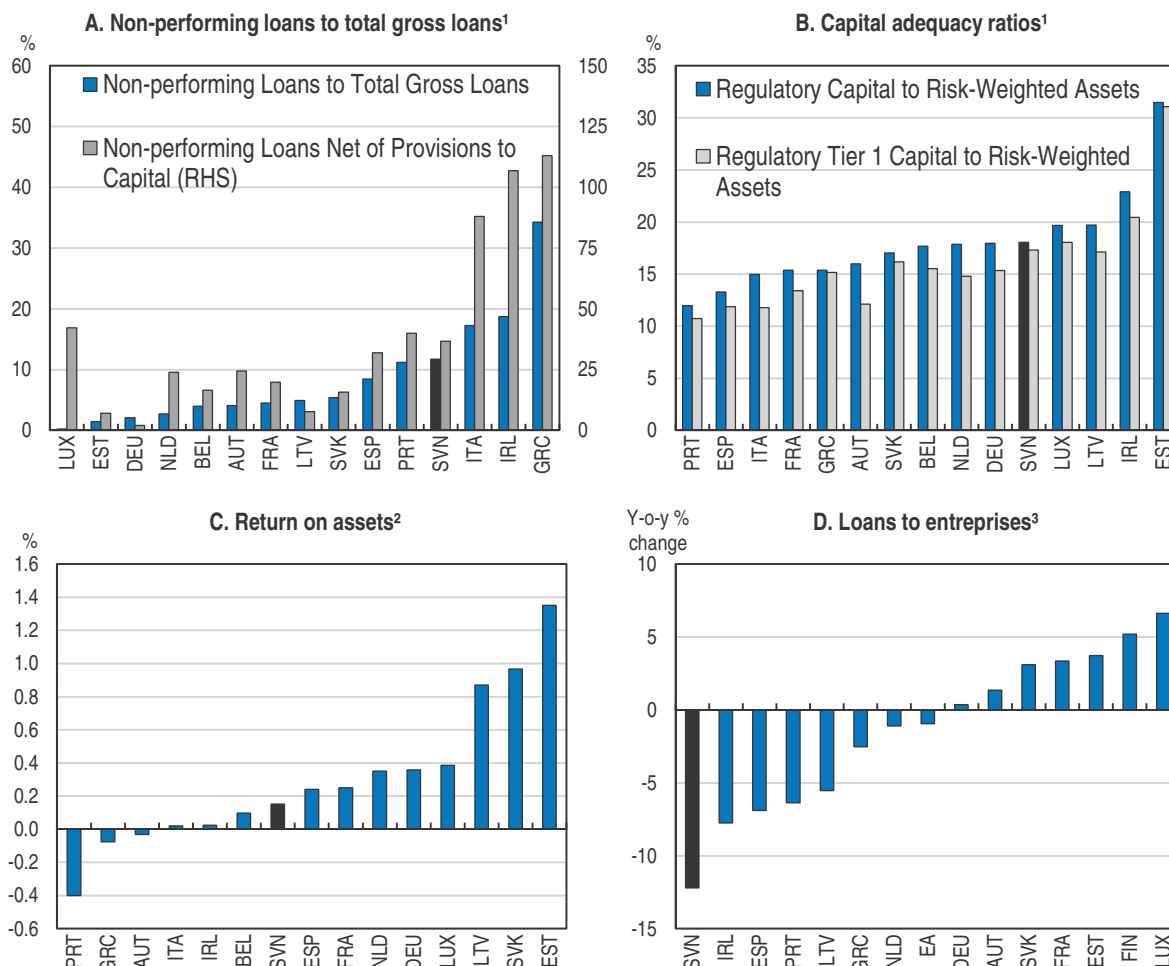 A. Non-performing loans to total gross loans¹
%
60 150
Non-performing Loans to Total Gross Loans
50 125
Non-performing Loans Net of Provisions to
Capital (RHS)
40 100
30 75
20 50
10 25
0 0
LUX EST DEU NLD BEL AUT FRA LTV SVK ESP PRT SVN ITA IRL GRC
B. Capital adequacy ratios¹
%
35
Regulatory Capital to Risk-Weighted Assets
30
Regulatory Tier 1 Capital to Risk-Weighted
Assets
25
20
15
10
5
0
PRT ESP ITA FRA GRC AUT SVK BEL NLD DEU SVN LUX LTV IRL EST
C. Return on assets²
%
1.6
1.4
1.2
1.0
0.8
0.6
0.4
0.2
0.0
-0.2
-0.4
-0.6
PRT GRC AUT ITA IRL BEL SVN ESP FRA NLD DEU LUX LTV SVK EST
D. Loans to entreprises³
Y-o-y %
change
10
5
0
-5
-10
-15
SVN IRL ESP PRT LTV GRC NLD EA DEU AUT SVK FRA EST FIN LUX